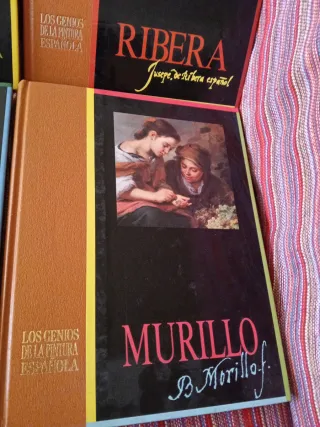 LOS GENIOS
DE LA PINTURA
ESPAÑOLA
RIBERA
Jusepe de Ribera español
LOS GENIOS
DE LA PINTURA
ESPAÑOLA
MURILLO
B Morillo.f.